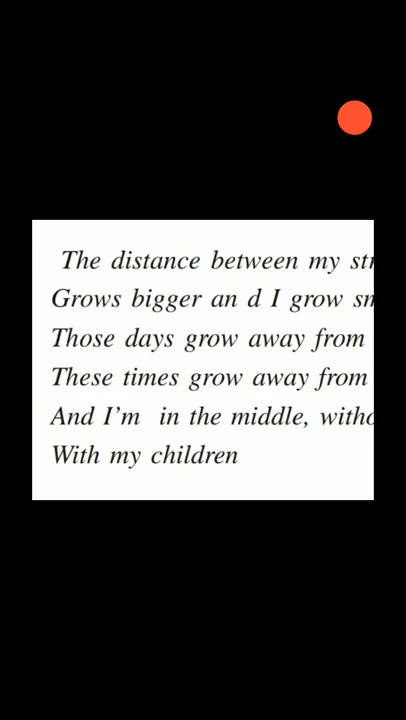 The distance between my
Grows bigger an d I grow
Those days grow away from
These times grow away from
And I'm in the middle,
With my children